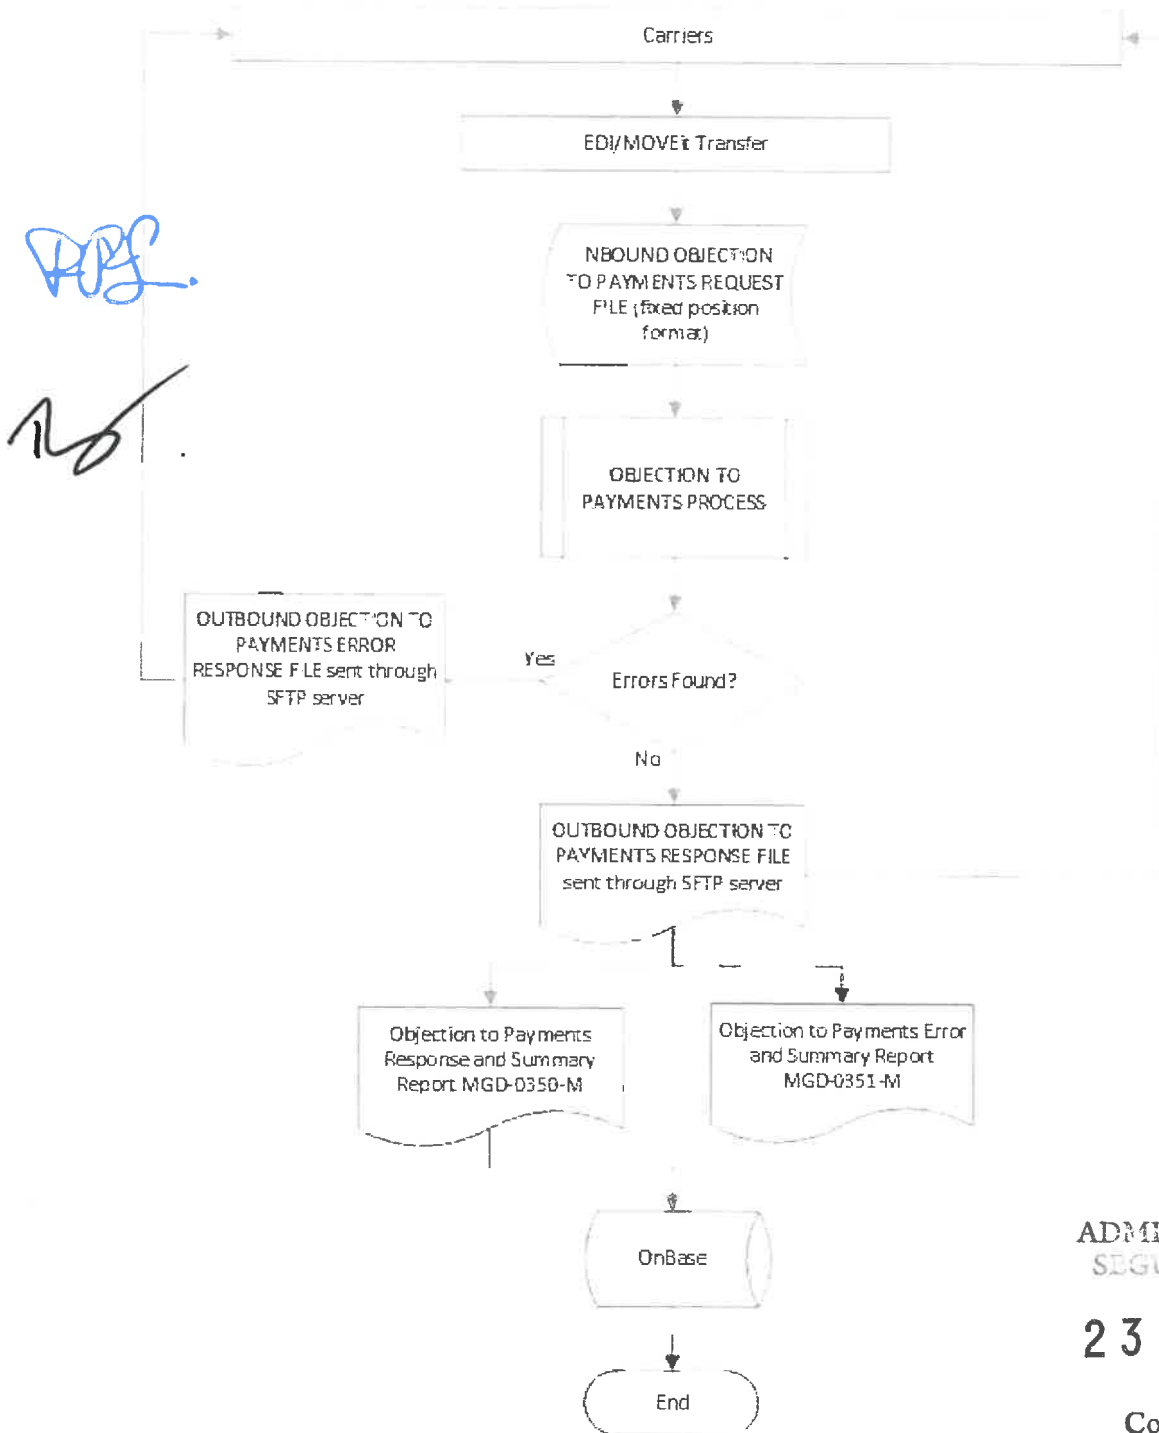 Carriers
EDI/MOVEit Transfer
NBOUND OBJECTION
TO PAYMENTS REQUEST
FILE (fixed position
format)
OBJECTION TO
PAYMENTS PROCESS
OUTBOUND OBJECTION TO
PAYMENTS ERROR
RESPONSE FILE sent through
SFTP server
Yes
Errors Found?
No
OUTBOUND OBJECTION TO
PAYMENTS RESPONSE FILE
sent through SFTP server
Objection to Payments
Response and Summary
Report MGD-0350-M
Objection to Payments Error
and Summary Report
MGD-0351-M
OnBase
End
ADMI
SEGU
23
Co